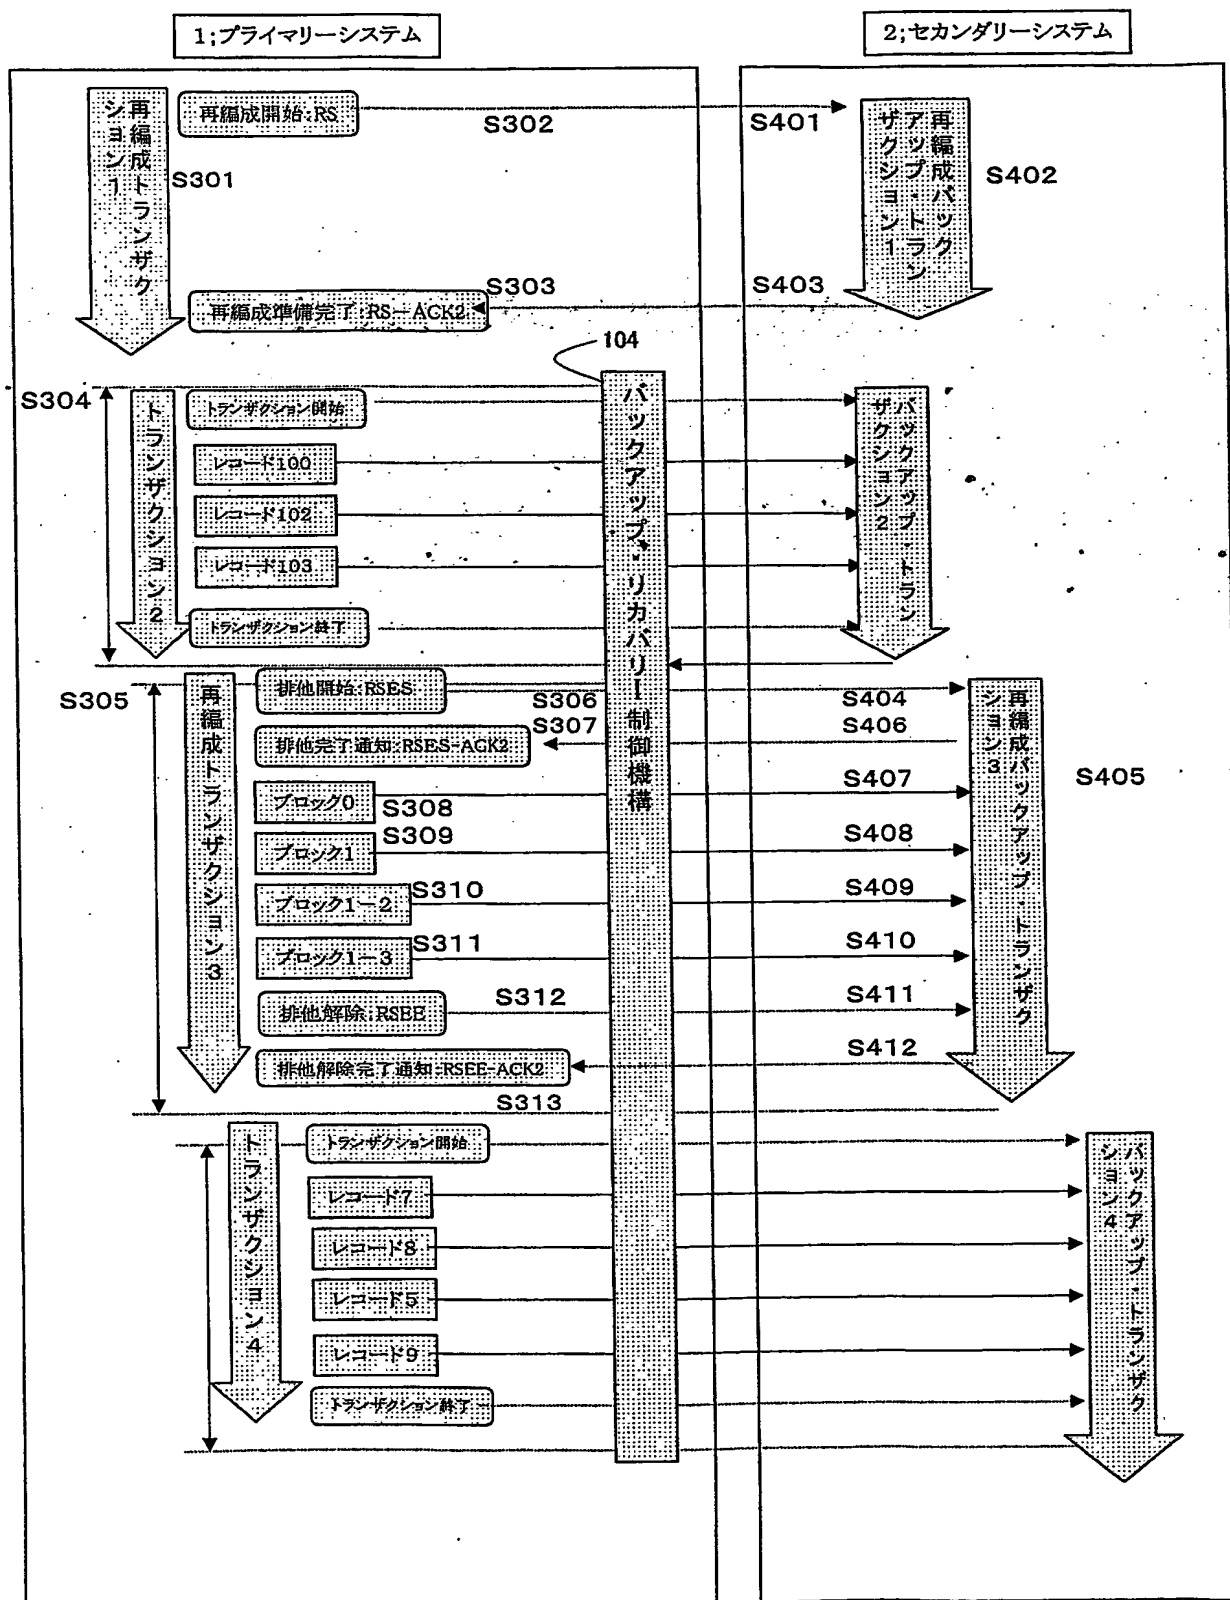 1;プライマリーシステム
2;セカンダリーシステム
再編成トランザク
ション1
再編成開始:RS
S301
S302
S401
再編成バック
アップ・トラン
ザクション1
S402
再編成準備完了:RS-ACK2
S303
S403
104
バックアップ・リカバリー制御機構
S304
トランザクション2
トランザクション開始
レコード100
レコード102
レコード103
トランザクション終了
バックアップ・トラン
ザクション2
S305
再編成トランザクション3
排他開始:RSES
S306
S404
排他完了通知:RSES-ACK2
S307
S406
再編成バックアップ・トランザク
ション3
S405
ブロック0
S308
S407
ブロック1
S309
S408
ブロック1-2
S310
S409
ブロック1-3
S311
S410
排他解除:RSEE
S312
S411
排他解除完了通知:RSEE-ACK2
S412
S313
トランザクション4
トランザクション開始
レコード7
レコード8
レコード5
レコード9
トランザクション終了
バックアップ・トランザク
ション4